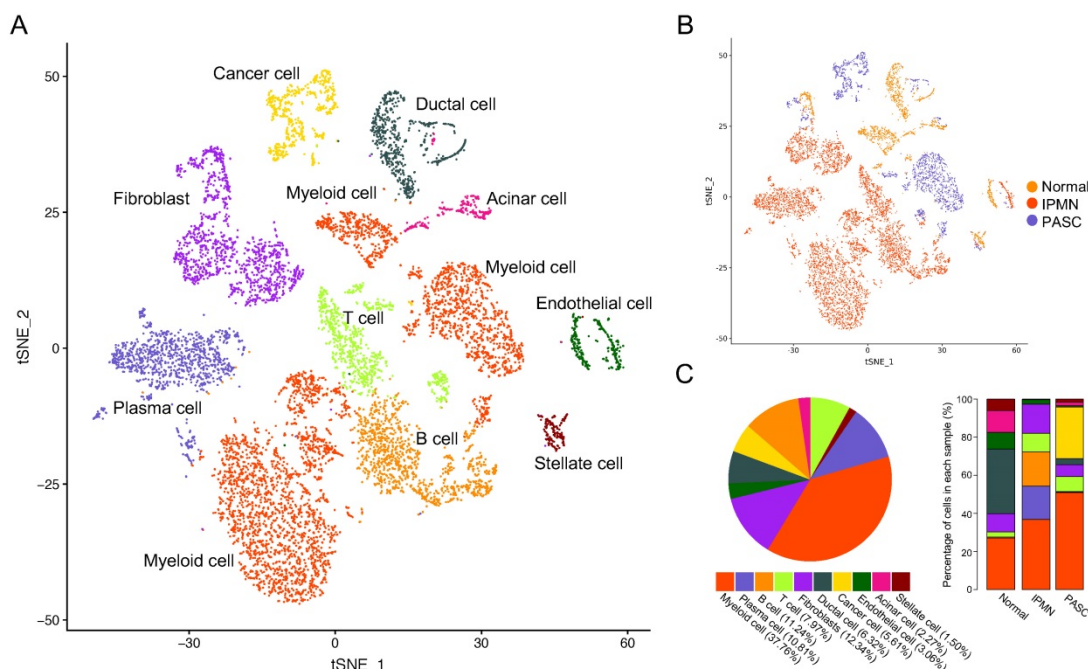 A
50
25
0
−25
−50
tSNE_2
−30
0
30
60
tSNE_1
Cancer cell
Ductal cell
Fibroblast
Myeloid cell
Acinar cell
Myeloid cell
Endothelial cell
T cell
Plasma cell
B cell
Stellate cell
Myeloid cell
B
50
25
0
-25
-50
tSNE_2
-30
0
30
60
tSNE_1
Normal
IPMN
PASC
C
Myeloid cell (37.76%)
Plasma cell (10.81%)
B cell (11.24%)
T cell (7.97%)
Fibroblasts (12.34%)
Ductal cell (6.32%)
Cancer cell (5.61%)
Endothelial cell (3.06%)
Acinar cell (2.27%)
Stellate cell (1.50%)
Percentage of cells in each sample (%)
100
80
60
40
20
0
Normal
IPMN
PASC